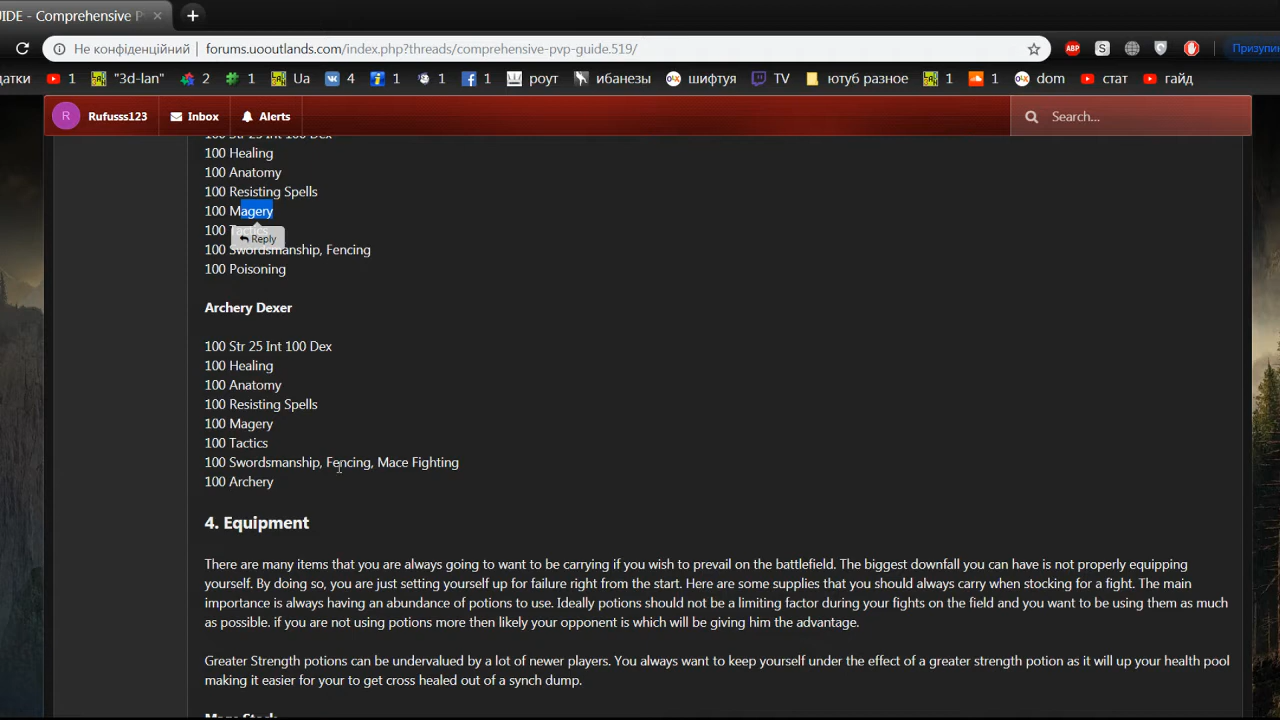 IDE - Comprehensive P
Не конфіденційний | forums.uooutlands.com/index.php?threads/comprehensive-pvp-guide.519/
ABP S Призупин
датки 1 "3d-lan" 2 1 Ua 4 1 1 1 роут ибанезы шифтуя TV ютуб разное 1 1 dom стат гайд
R Rufusss123 Inbox Alerts Search...
100 Str 25 Int 100 Dex
100 Healing
100 Anatomy
100 Resisting Spells
100 Magery
100 Tactics
Reply
100 Swordsmanship, Fencing
100 Poisoning
Archery Dexer
100 Str 25 Int 100 Dex
100 Healing
100 Anatomy
100 Resisting Spells
100 Magery
100 Tactics
100 Swordsmanship, Fencing, Mace Fighting
100 Archery
4. Equipment
There are many items that you are always going to want to be carrying if you wish to prevail on the battlefield. The biggest downfall you can have is not properly equipping
yourself. By doing so, you are just setting yourself up for failure right from the start. Here are some supplies that you should always carry when stocking for a fight. The main
importance is always having an abundance of potions to use. Ideally potions should not be a limiting factor during your fights on the field and you want to be using them as much
as possible. if you are not using potions more then likely your opponent is which will be giving him the advantage.
Greater Strength potions can be undervalued by a lot of newer players. You always want to keep yourself under the effect of a greater strength potion as it will up your health pool
making it easier for your to get cross healed out of a synch dump.